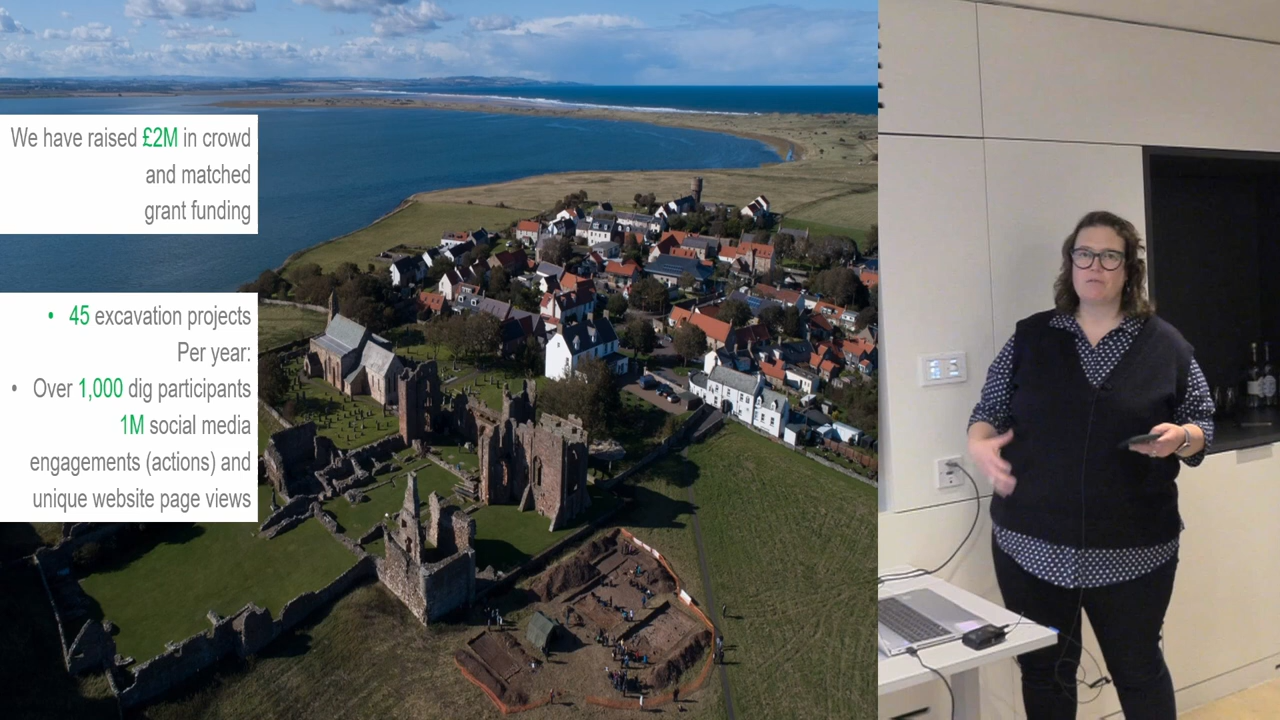 We have raised £2M in crowd
and matched
grant funding
• 45 excavation projects
Per year:
• Over 1,000 dig participants
1M social media
engagements (actions) and
unique website page views